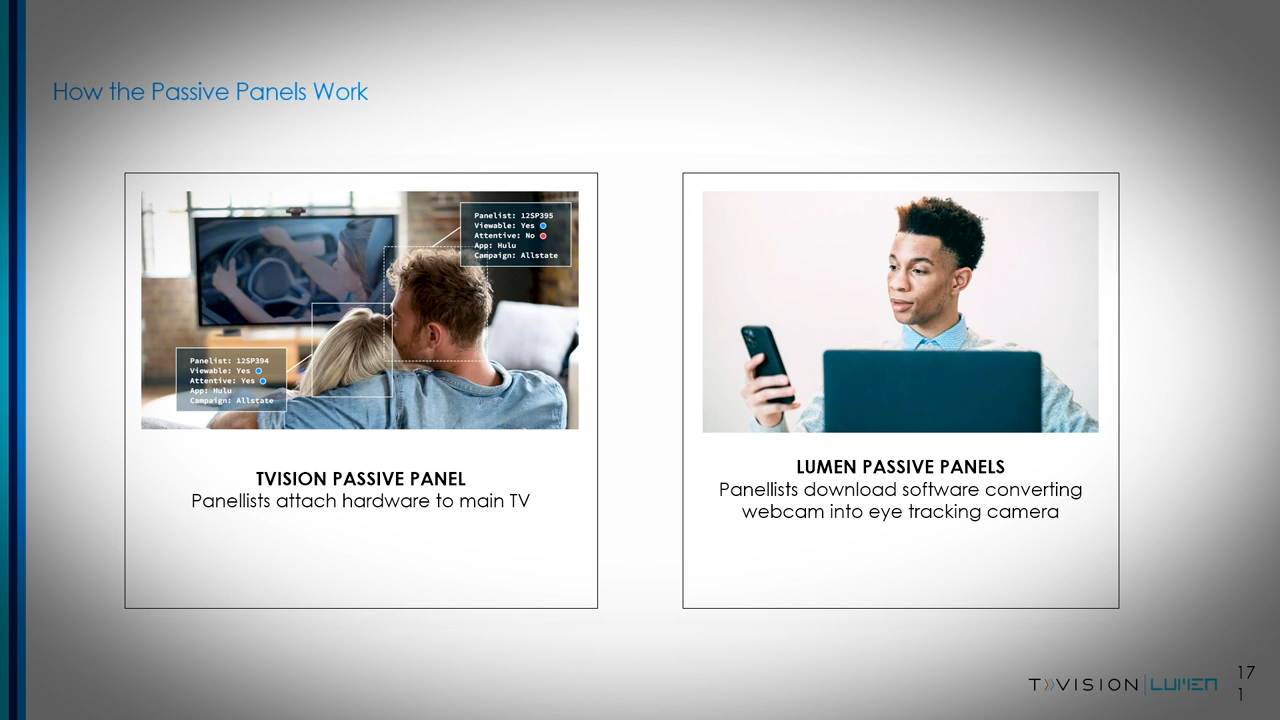 How the Passive Panels Work
Panelist: 12SP395
Viewable: Yes
Attentive: No
App: Hulu
Campaign: Allstate
Panelist: 12SP394
Viewable: Yes
Attentive: Yes
App: Hulu
Campaign: Allstate
TVISION PASSIVE PANEL
Panellists attach hardware to main TV
LUMEN PASSIVE PANELS
Panellists download software converting
webcam into eye tracking camera
TVISION LUMEN
17
1